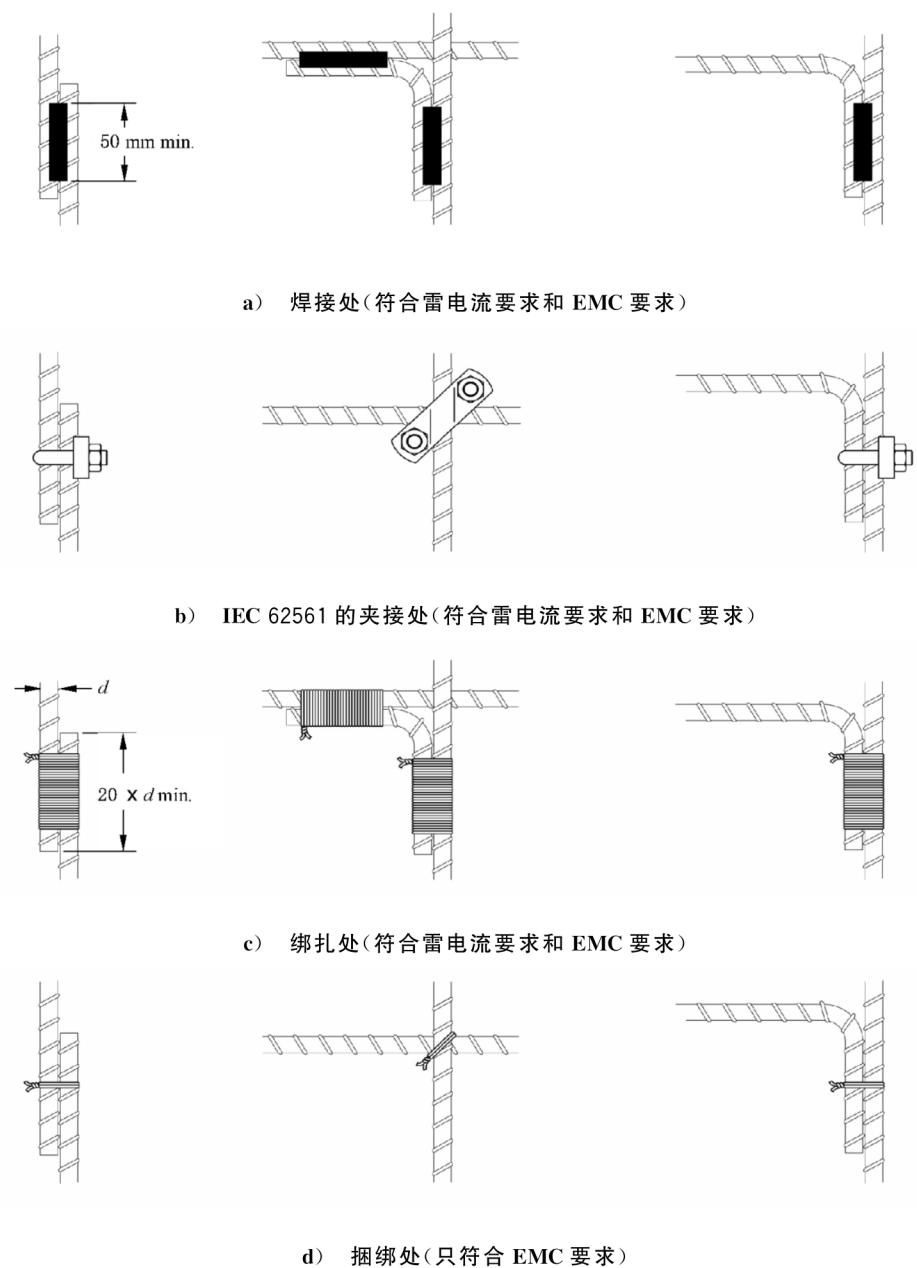 50 mm min.
a) 焊接处(符合雷电流要求和 EMC 要求)
b) IEC 62561 的夹接处(符合雷电流要求和 EMC 要求)
d
20 × d min.
c) 绑扎处(符合雷电流要求和 EMC 要求)
d) 捆绑处(只符合 EMC 要求)